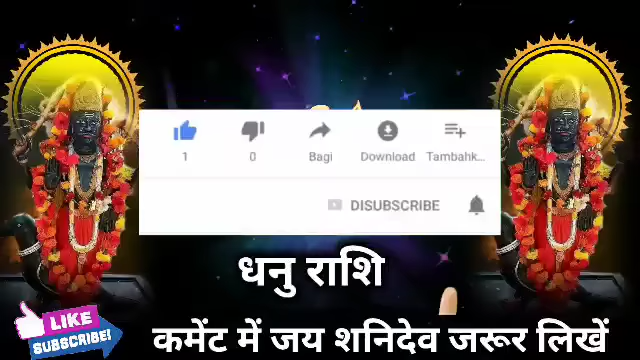 1 0 Bagi Download Tambahk...
DISUBSCRIBE
धनु राशि
LIKE
SUBSCRIBE!
कमेंट में जय शनिदेव जरूर लिखें